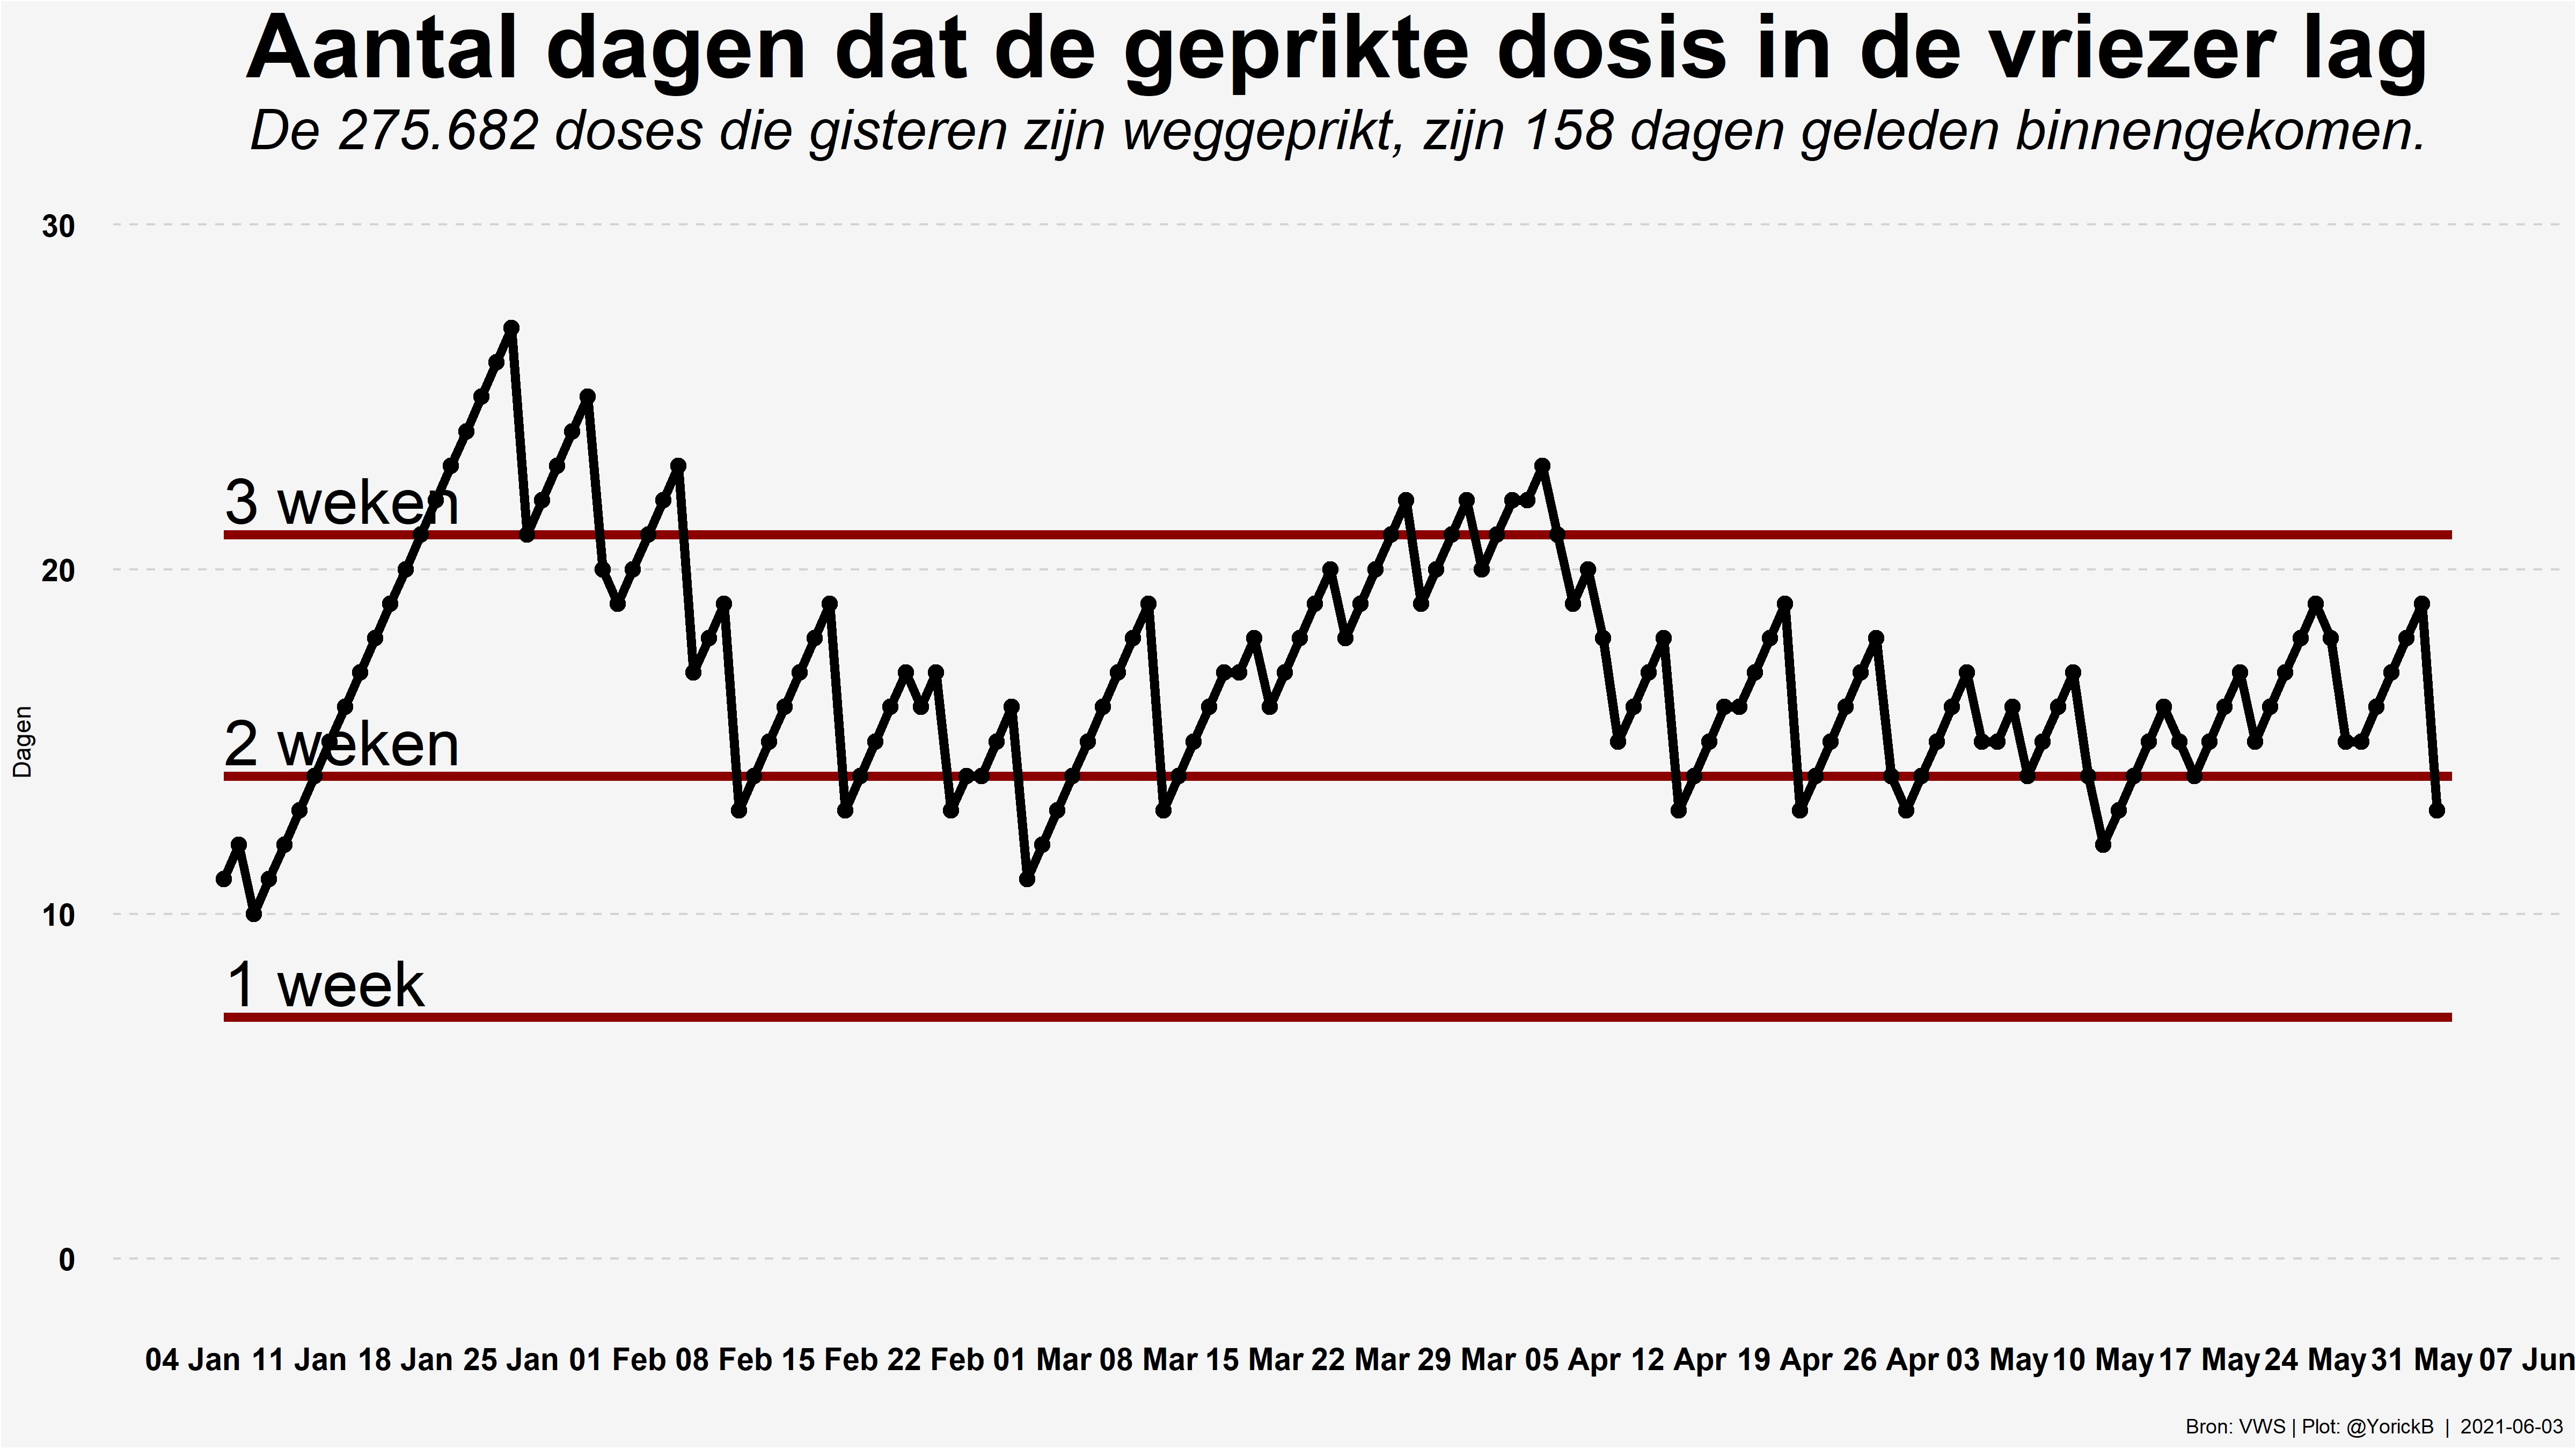 Aantal dagen dat de geprikte dosis in de vriezer lag
De 275.682 doses die gisteren zijn weggeprikt, zijn 158 dagen geleden binnengekomen.
30
3 weken
20
2 weken
Dagen
10
1 week
0
04 Jan 11 Jan 18 Jan 25 Jan 01 Feb 08 Feb 15 Feb 22 Feb 01 Mar 08 Mar 15 Mar 22 Mar 29 Mar 05 Apr 12 Apr 19 Apr 26 Apr 03 May 10 May 17 May 24 May 31 May 07 Jun
Bron: VWS | Plot: @YorickB | 2021-06-03